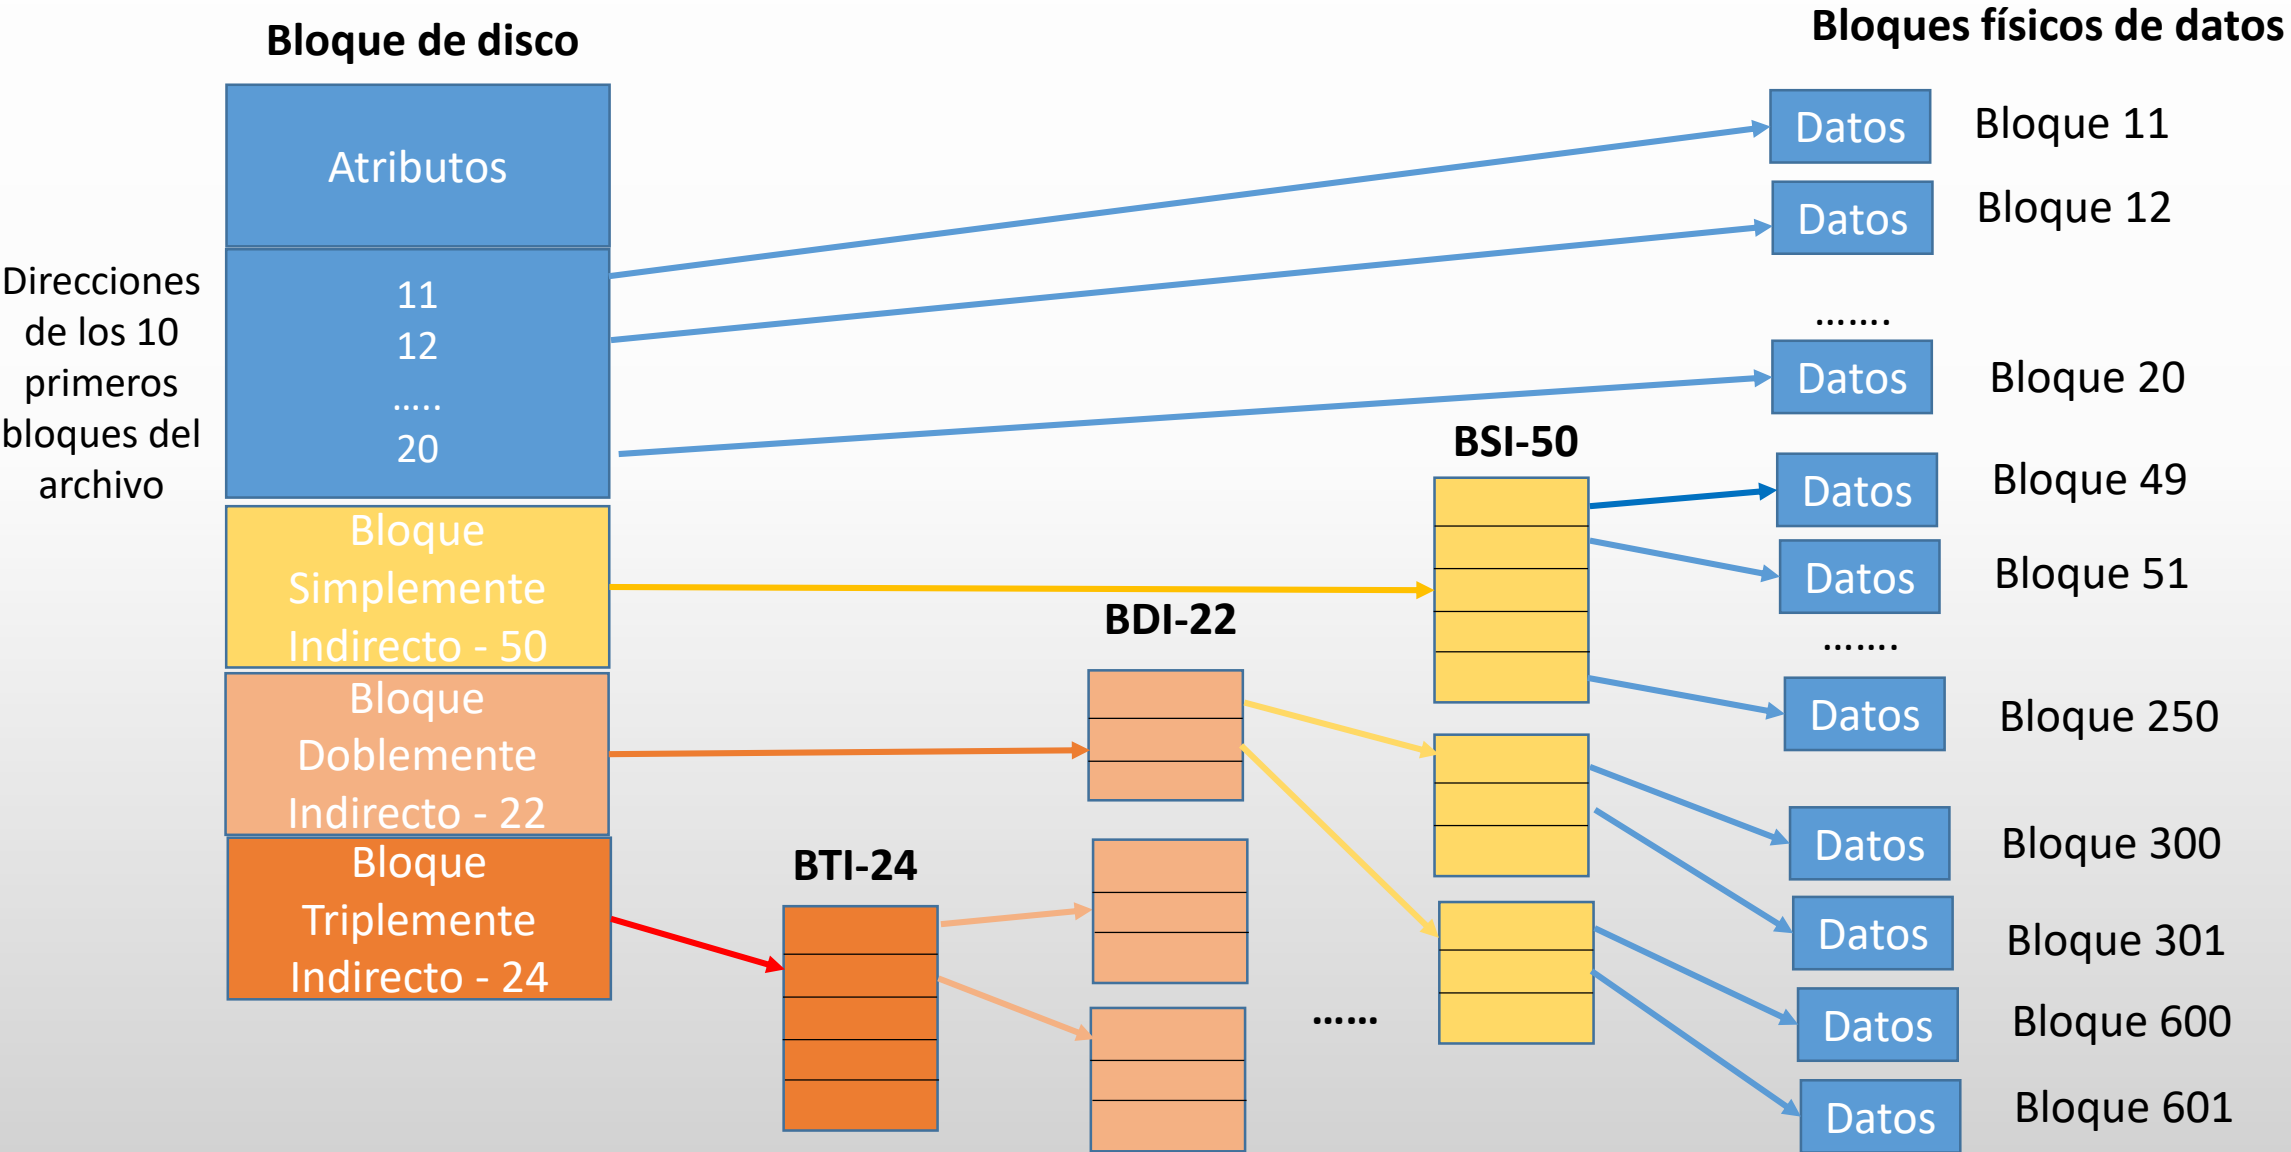 Bloque de disco
Bloques físicos de datos
Atributos
Direcciones
de los 10
primeros
bloques del
archivo
11
12
.....
20
Bloque
Simplemente
Indirecto - 50
Bloque
Doblemente
Indirecto - 22
Bloque
Triplemente
Indirecto - 24
BTI-24
BDI-22
......
BSI-50
Datos
Bloque 11
Datos
Bloque 12
.......
Datos
Bloque 20
Datos
Bloque 49
Datos
Bloque 51
.......
Datos
Bloque 250
Datos
Bloque 300
Datos
Bloque 301
Datos
Bloque 600
Datos
Bloque 601